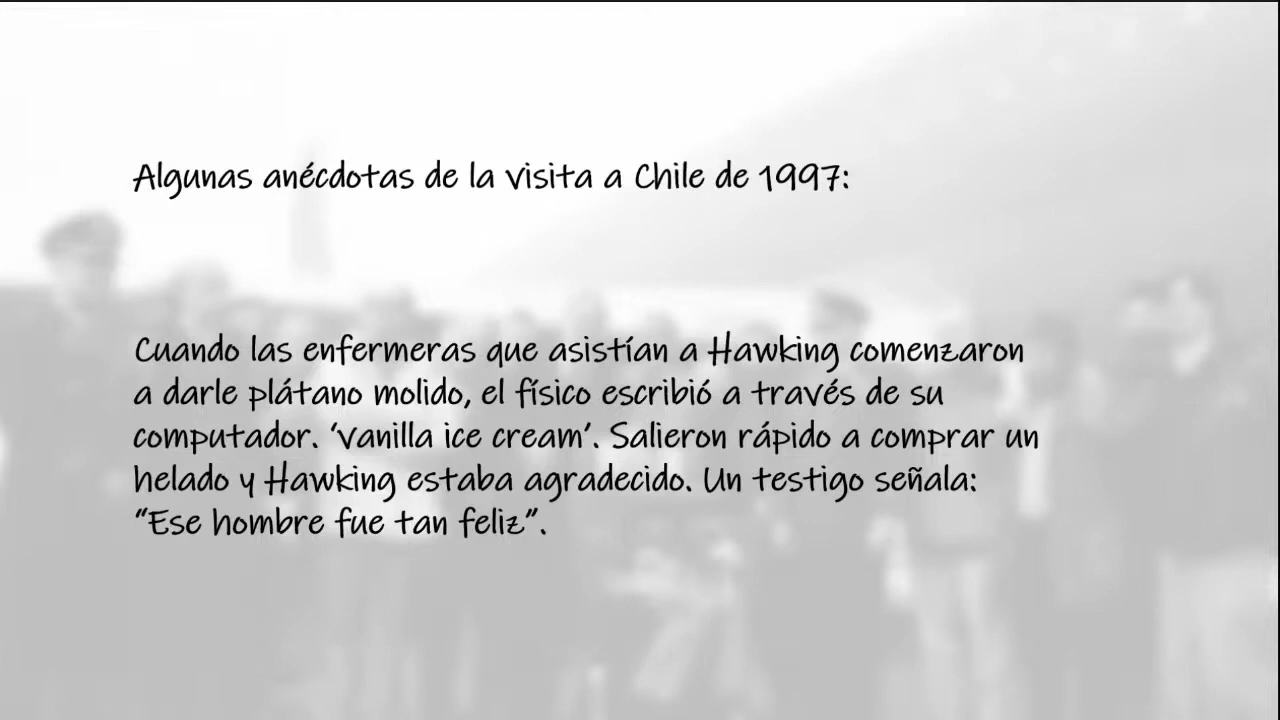 Algunas anécdotas de la visita a Chile de 1997:
Cuando las enfermeras que asistían a Hawking comenzaron
a darle plátano molido, el físico escribió a través de su
computador. ‘vanilla ice cream’. Salieron rápido a comprar un
helado y Hawking estaba agradecido. Un testigo señala:
“Ese hombre fue tan feliz”.